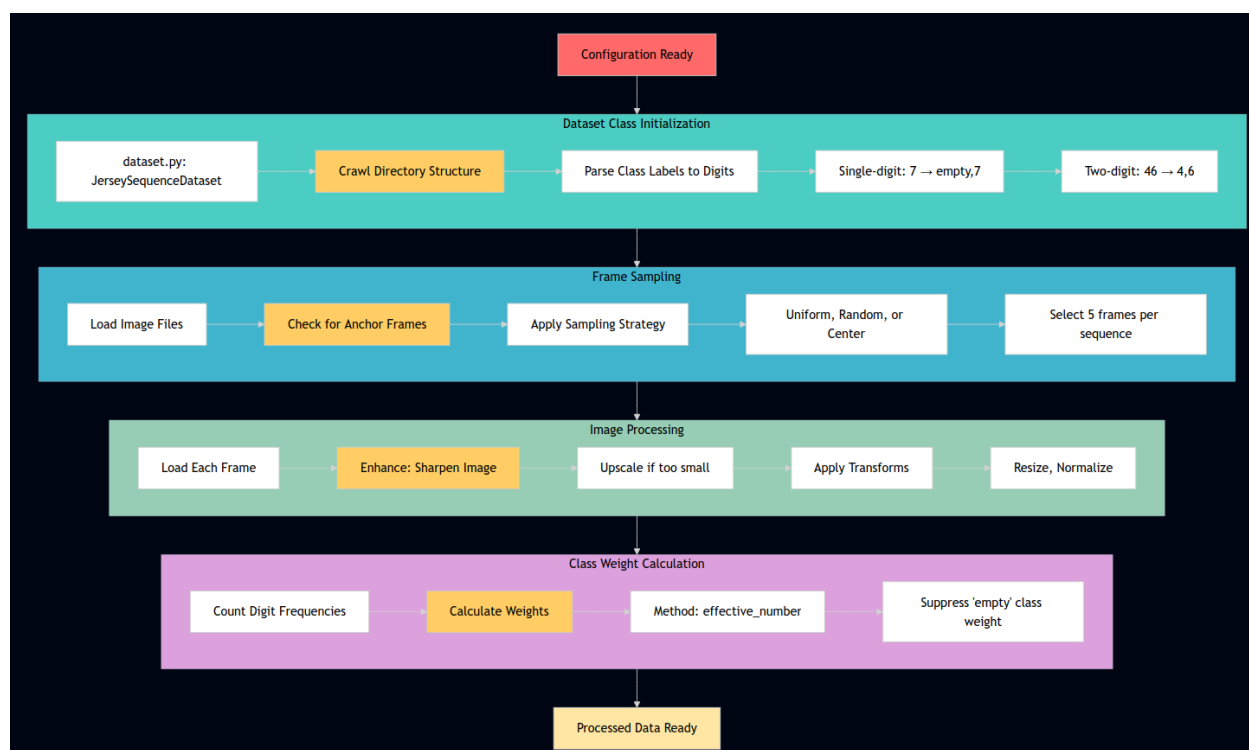 Configuration Ready
Dataset Class Initialization
dataset.py:
JerseySequenceDataset
Crawl Directory Structure
Parse Class Labels to Digits
Single-digit: 7 → empty,7
Two-digit: 46 → 4,6
Frame Sampling
Load Image Files
Check for Anchor Frames
Apply Sampling Strategy
Uniform, Random, or
Center
Select 5 frames per
sequence
Image Processing
Load Each Frame
Enhance: Sharpen Image
Upscale if too small
Apply Transforms
Resize, Normalize
Class Weight Calculation
Count Digit Frequencies
Calculate Weights
Method: effective_number
Suppress 'empty' class
weight
Processed Data Ready